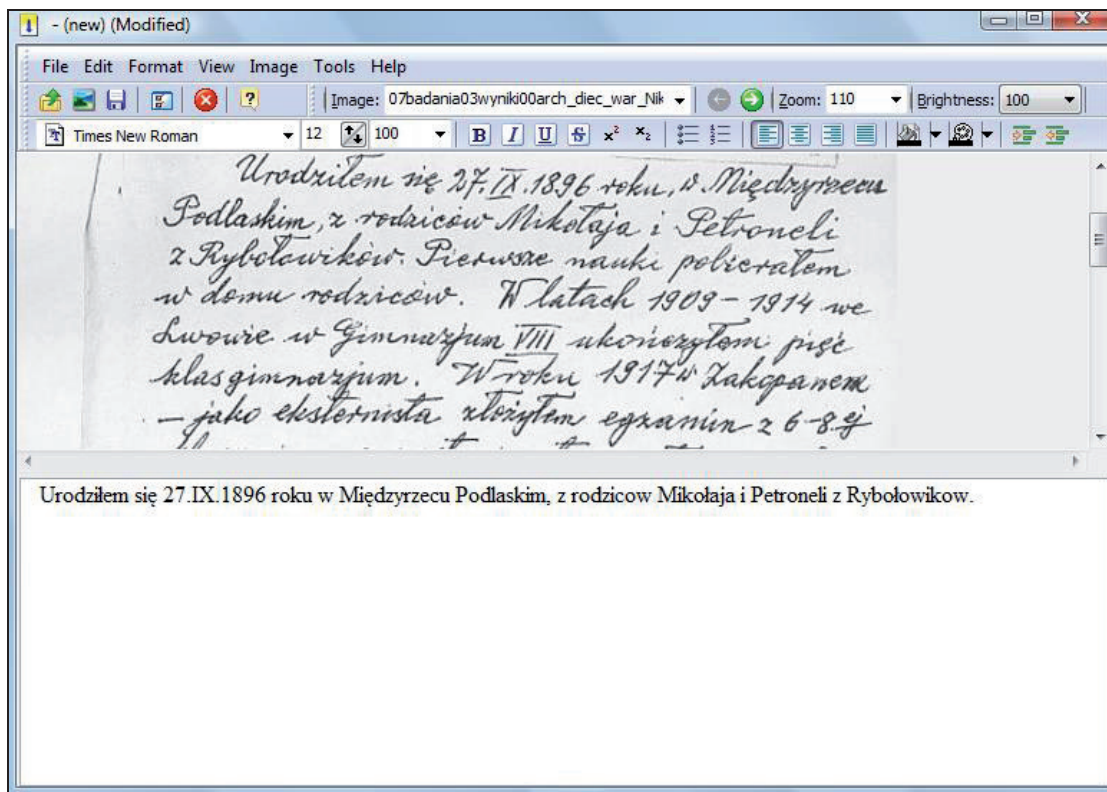 - (new) (Modified)
File Edit Format View Image Tools Help
Image: 07badania03wyniki00arch_diec_war_Nik Zoom: 110 Brightness: 100
Times New Roman 12 100 B I U S x² x₂
Urodziłem się 27.IX.1896 roku, w Międzyrzecu
Podlaskim, z rodziców Mikołaja i Petroneli
z Rybołowików. Pierwsze nauki pobierałem
w domu rodziców. W latach 1909 - 1914 we
Lwowie w Gimnazjum VIII ukończyłem pięć
klas gimnazjum. W roku 1917 w Zakopanem
- jako eksternista złożyłem egzamin z 6-8 ej
Urodziłem się 27.IX.1896 roku w Międzyrzecu Podlaskim, z rodzicow Mikołaja i Petroneli z Rybołowikow.